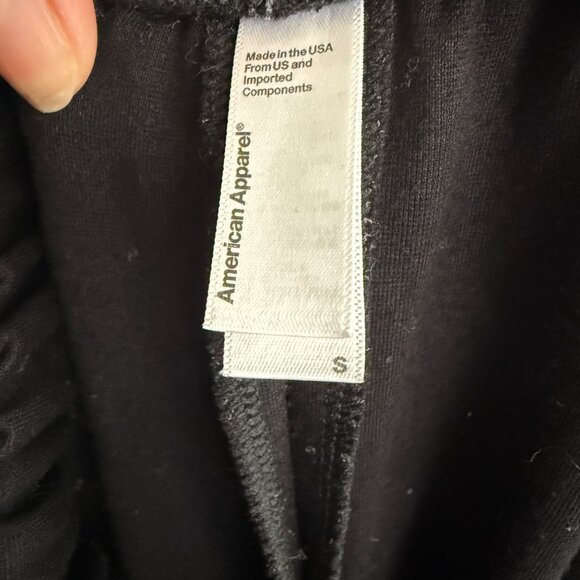 Made in the USA
From US and
Imported
Components
American Apparel®
S